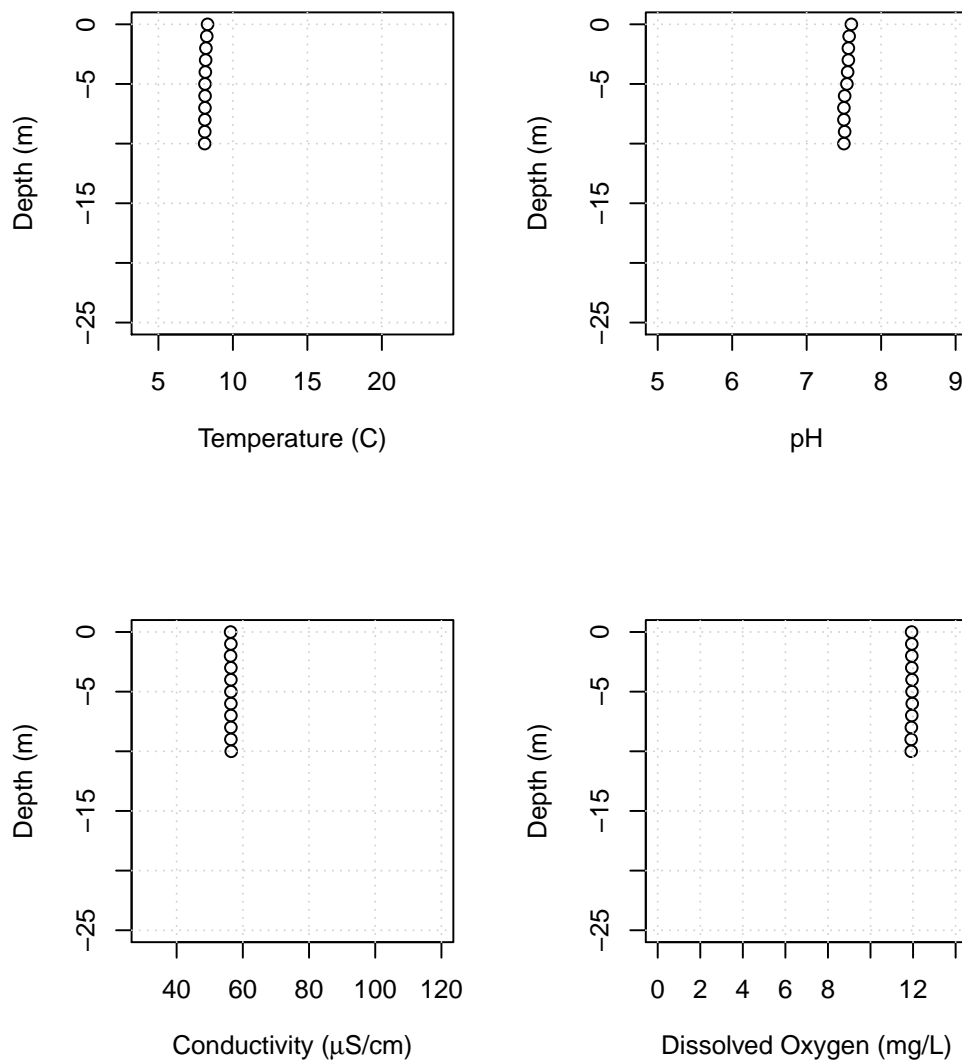 0
−5
−15
−25
Depth (m)
5 10 15 20
Temperature (C)
0
−5
−15
−25
Depth (m)
5 6 7 8 9
pH
0
−5
−15
−25
Depth (m)
40 60 80 100 120
Conductivity (μS/cm)
0
−5
−15
−25
Depth (m)
0 2 4 6 8 12
Dissolved Oxygen (mg/L)